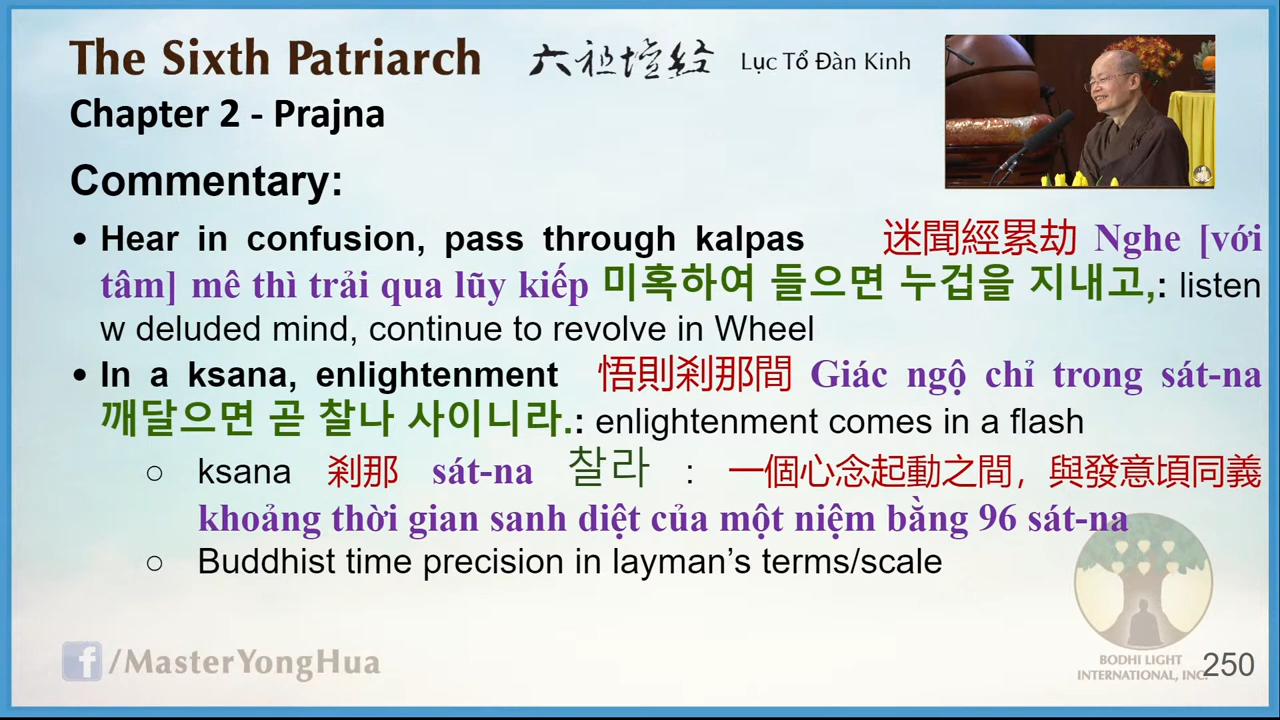 The Sixth Patriarch 六祖壇經 Lục Tổ Đàn Kinh
Chapter 2 - Prajna
Commentary:
• Hear in confusion, pass through kalpas 迷聞經累劫 Nghe [với
tâm] mê thì trải qua lũy kiếp 미혹하여 들으면 누겁을 지내고,: listen
w deluded mind, continue to revolve in Wheel
• In a ksana, enlightenment 悟則剎那間 Giác ngộ chỉ trong sát-na
깨달으면 곧 찰나 사이니라.: enlightenment comes in a flash
○ ksana 剎那 sát-na 찰라 : 一個心念起動之間，與發意頃同義
khoảng thời gian sanh diệt của một niệm bằng 96 sát-na
○ Buddhist time precision in layman’s terms/scale
f /MasterYongHua
BODHI LIGHT
INTERNATIONAL, INC.
250